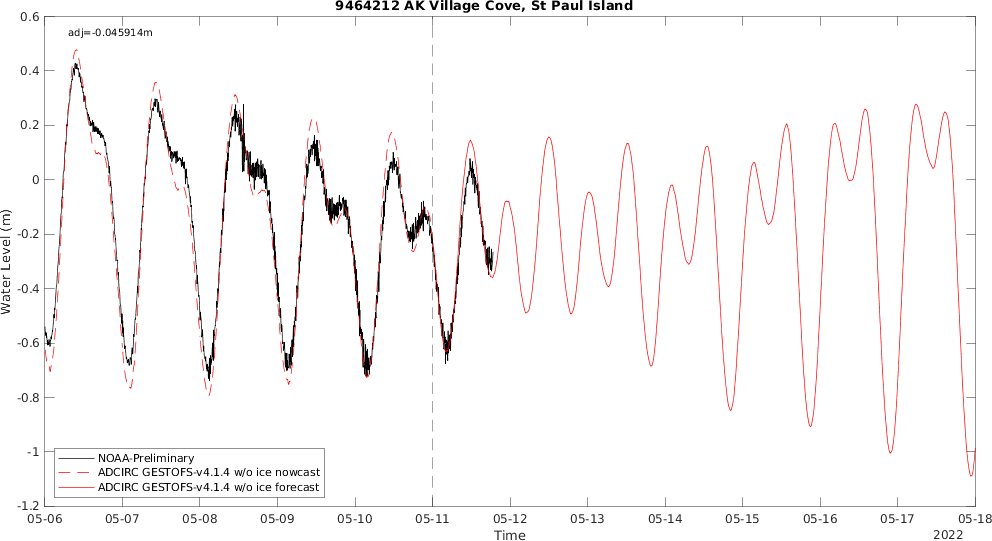 9464212 AK Village Cove, St Paul Island
adj=-0.045914m
0.6
0.4
0.2
0
-0.2
-0.4
-0.6
-0.8
-1
-1.2
Water Level (m)
NOAA-Preliminary
ADCIRC GESTOFS-v4.1.4 w/o ice nowcast
ADCIRC GESTOFS-v4.1.4 w/o ice forecast
05-06 05-07 05-08 05-09 05-10 05-11 05-12 05-13 05-14 05-15 05-16 05-17 05-18
Time
2022